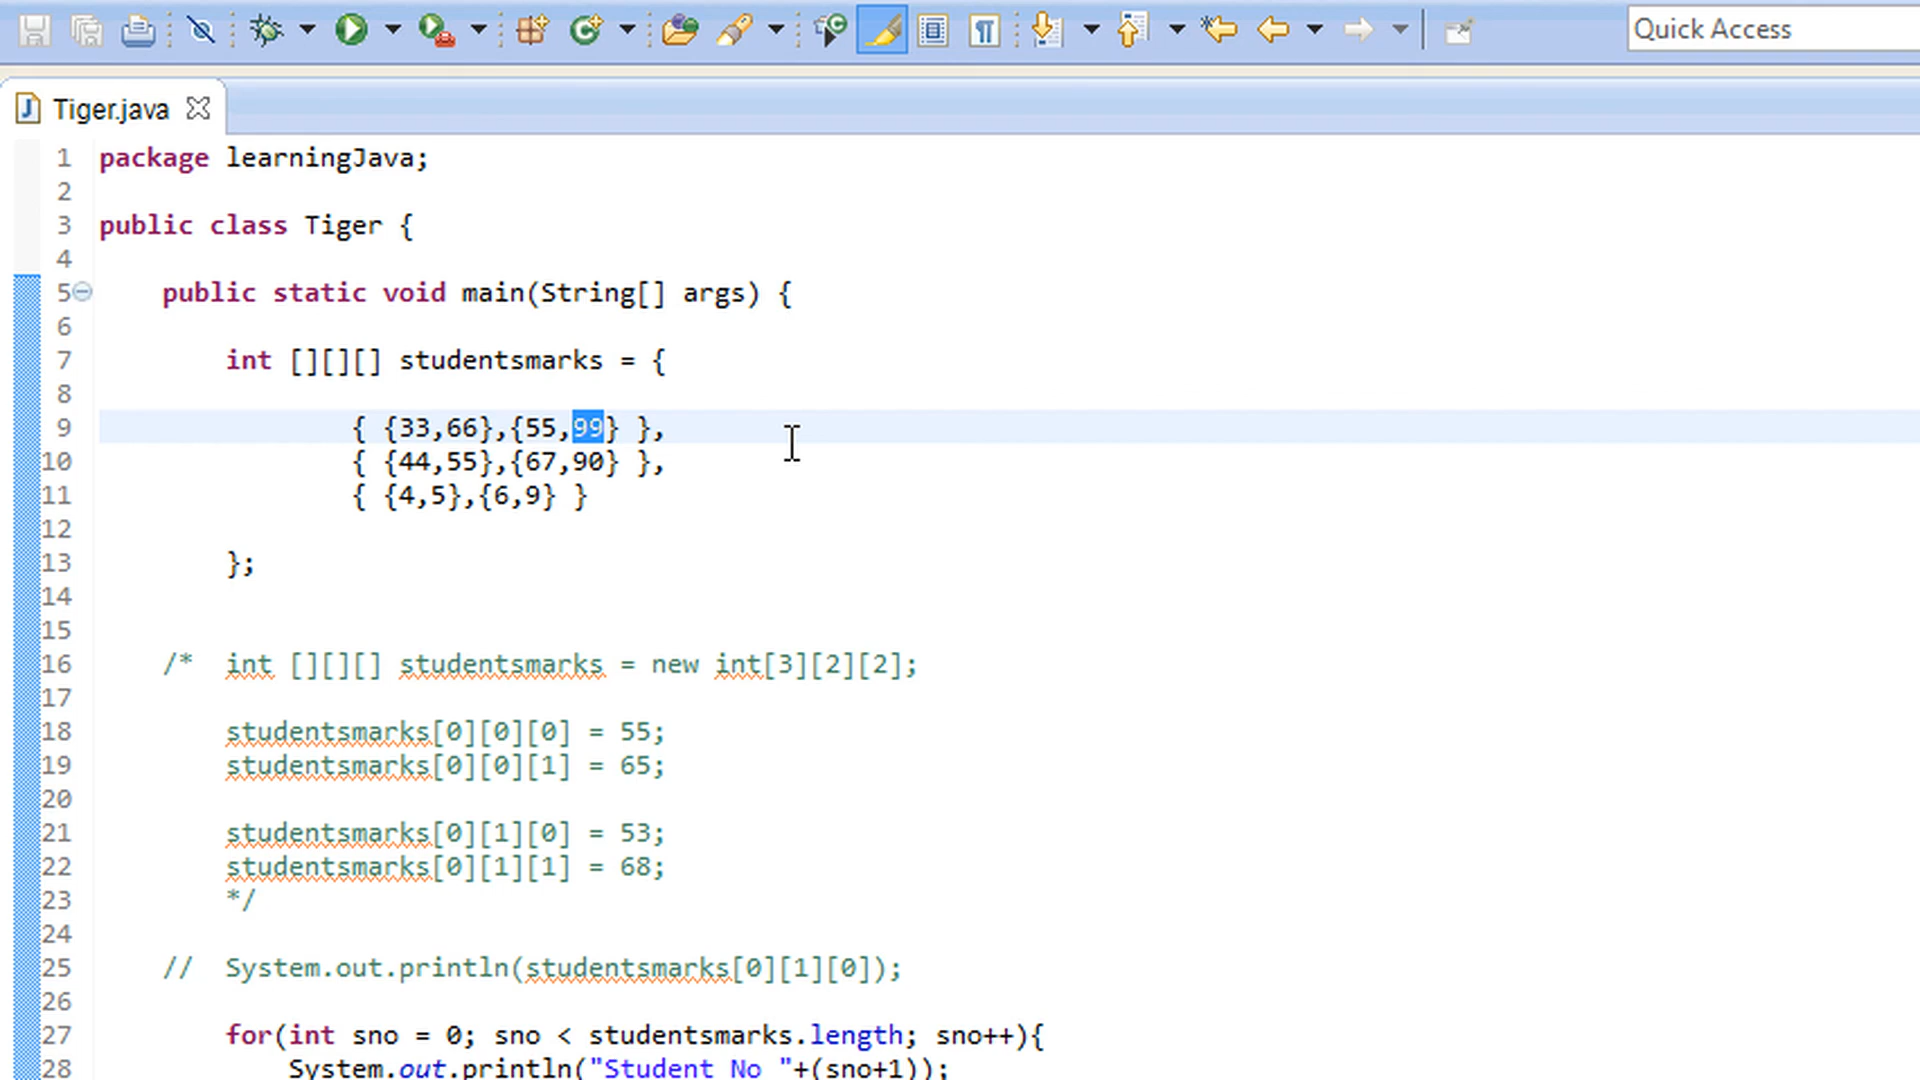 Quick Access
Tiger.java
1 package learningJava;
2
3 public class Tiger {
4
5 public static void main(String[] args) {
6
7 int [][][] studentsmarks = {
8
9 { {33,66},{55,99} },
10 { {44,55},{67,90} },
11 { {4,5},{6,9} }
12
13 };
14
15
16 /* int [][][] studentsmarks = new int[3][2][2];
17
18 studentsmarks[0][0][0] = 55;
19 studentsmarks[0][0][1] = 65;
20
21 studentsmarks[0][1][0] = 53;
22 studentsmarks[0][1][1] = 68;
23 */
24
25 // System.out.println(studentsmarks[0][1][0]);
26
27 for(int sno = 0; sno < studentsmarks.length; sno++){
28 System.out.println("Student No "+(sno+1));